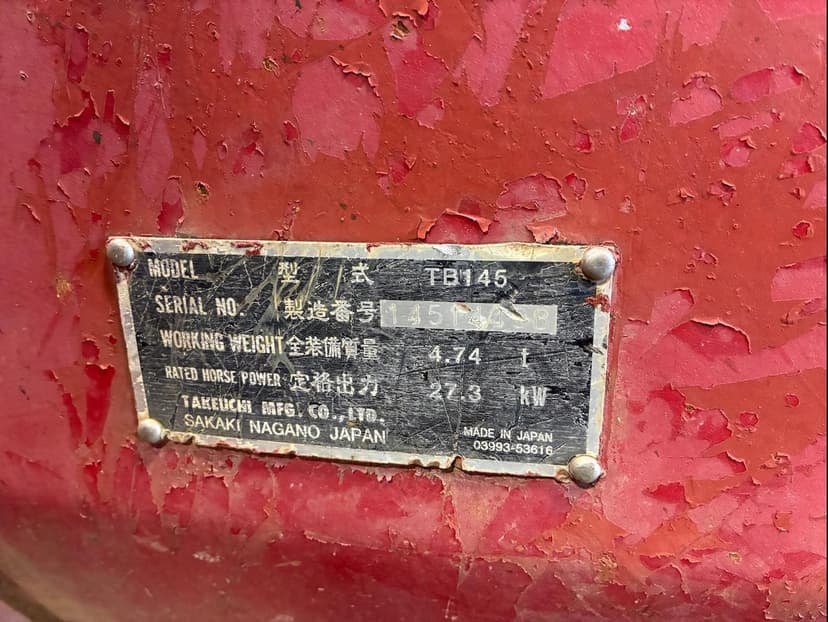 MODEL 型式 TB145
SERIAL NO. 製造番号
WORKING WEIGHT 全装備質量 4.74 t
RATED HORSE POWER 定格出力 27.3 kW
TAKEUCHI MFG. CO., LTD.
SAKAKI NAGANO JAPAN
MADE IN JAPAN
03993-53616